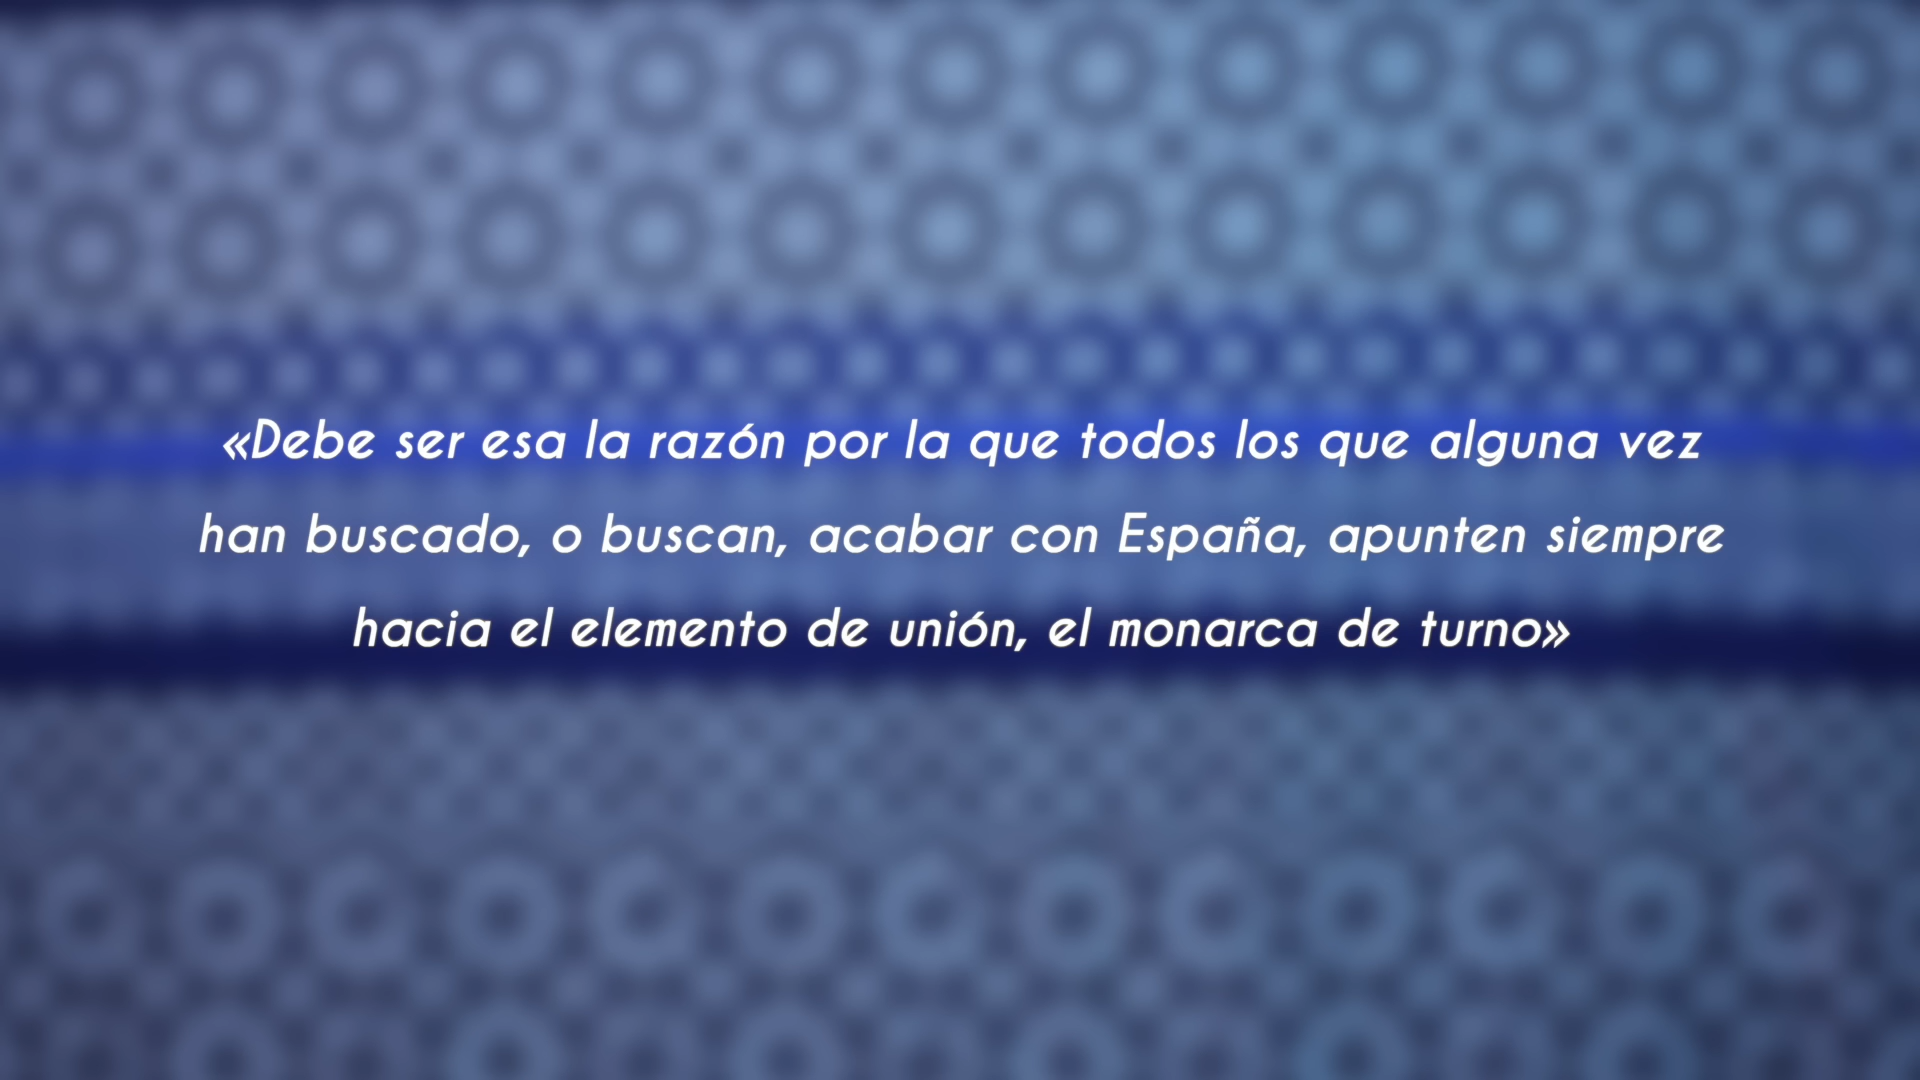 «Debe ser esa la razón por la que todos los que alguna vez
han buscado, o buscan, acabar con España, apunten siempre
hacia el elemento de unión, el monarca de turno»